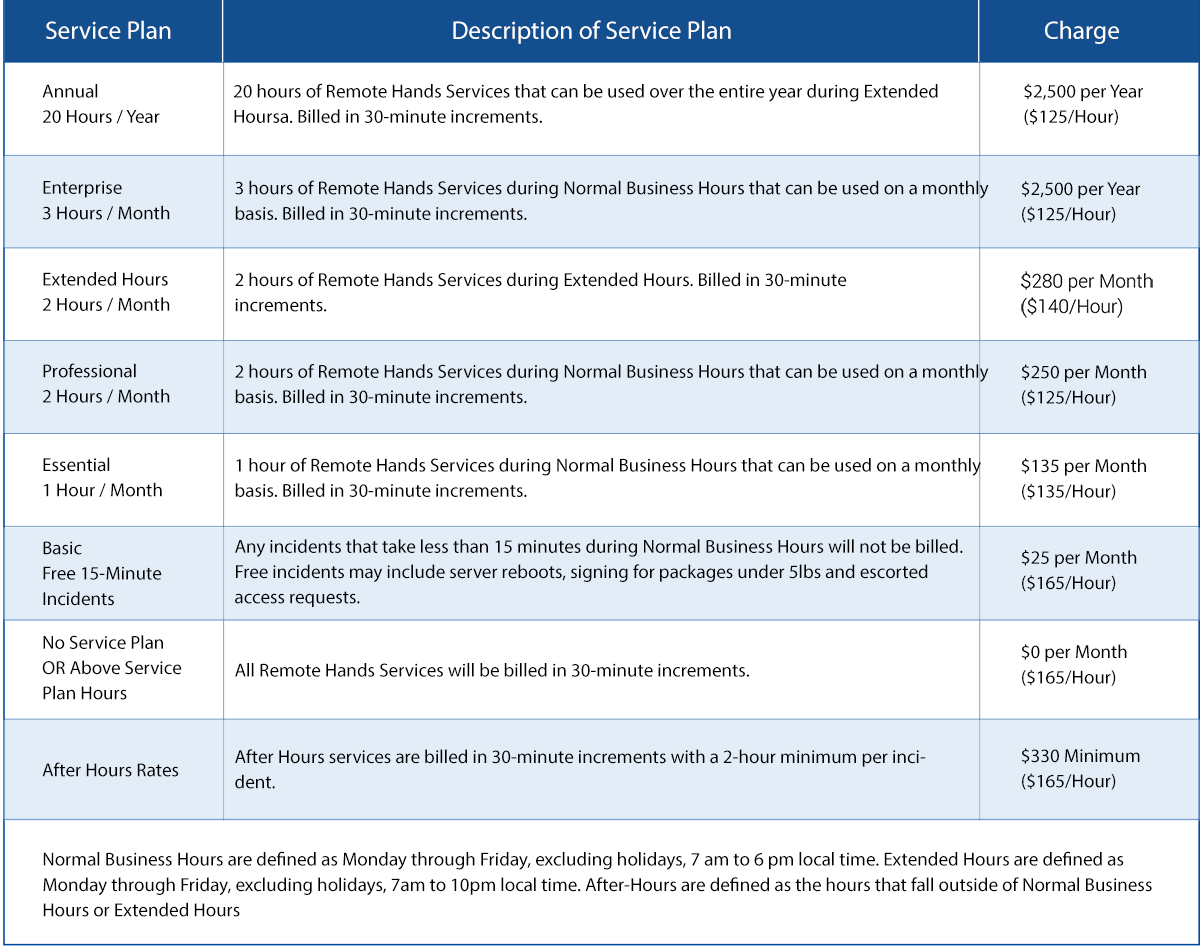 Service Plan
Description of Service Plan
Charge
Annual
20 Hours / Year
20 hours of Remote Hands Services that can be used over the entire year during Extended
Hoursa. Billed in 30-minute increments.
$2,500 per Year
($125/Hour)
Enterprise
3 Hours / Month
3 hours of Remote Hands Services during Normal Business Hours that can be used on a monthly
basis. Billed in 30-minute increments.
$2,500 per Year
($125/Hour)
Extended Hours
2 Hours / Month
2 hours of Remote Hands Services during Extended Hours. Billed in 30-minute
increments.
$280 per Month
($140/Hour)
Professional
2 Hours / Month
2 hours of Remote Hands Services during Normal Business Hours that can be used on a monthly
basis. Billed in 30-minute increments.
$250 per Month
($125/Hour)
Essential
1 Hour / Month
1 hour of Remote Hands Services during Normal Business Hours that can be used on a monthly
basis. Billed in 30-minute increments.
$135 per Month
($135/Hour)
Basic
Free 15-Minute
Incidents
Any incidents that take less than 15 minutes during Normal Business Hours will not be billed.
Free incidents may include server reboots, signing for packages under 5lbs and escorted
access requests.
$25 per Month
($165/Hour)
No Service Plan
OR Above Service
Plan Hours
All Remote Hands Services will be billed in 30-minute increments.
$0 per Month
($165/Hour)
After Hours Rates
After Hours services are billed in 30-minute increments with a 2-hour minimum per inci-
dent.
$330 Minimum
($165/Hour)
Normal Business Hours are defined as Monday through Friday, excluding holidays, 7 am to 6 pm local time. Extended Hours are defined as
Monday through Friday, excluding holidays, 7am to 10pm local time. After-Hours are defined as the hours that fall outside of Normal Business
Hours or Extended Hours